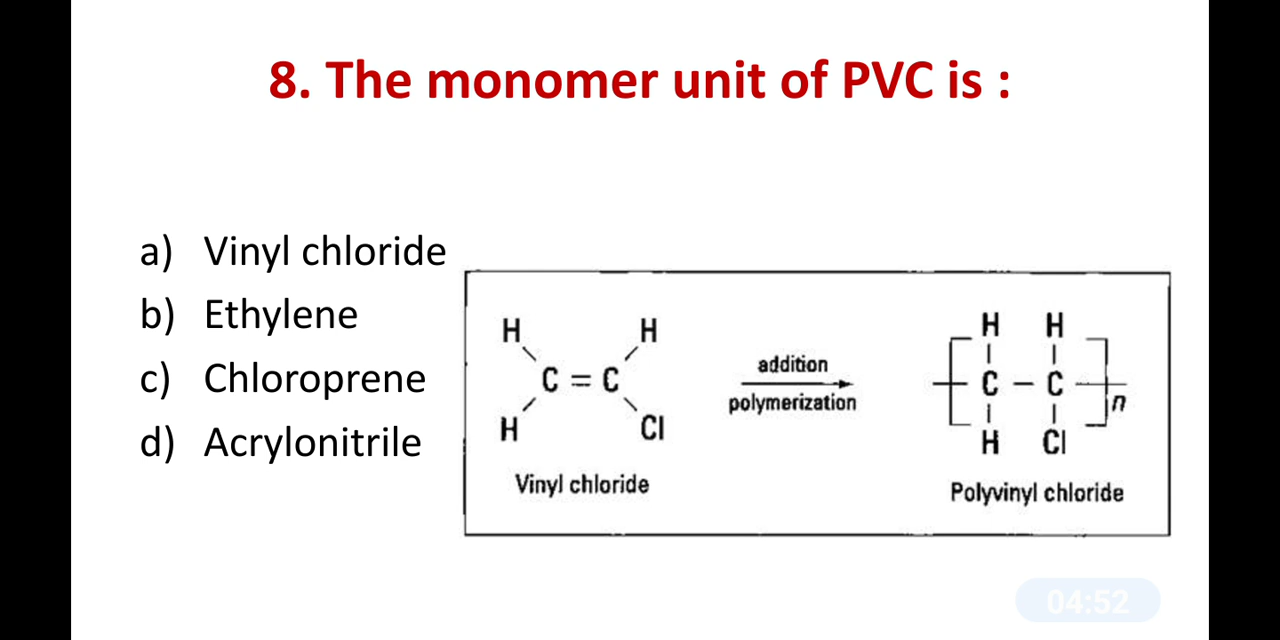 8. The monomer unit of PVC is :
a) Vinyl chloride
b) Ethylene
c) Chloroprene
d) Acrylonitrile
H H
C = C
H Cl
Vinyl chloride
addition
polymerization
H H
C – C
n
H Cl
Polyvinyl chloride
04:52